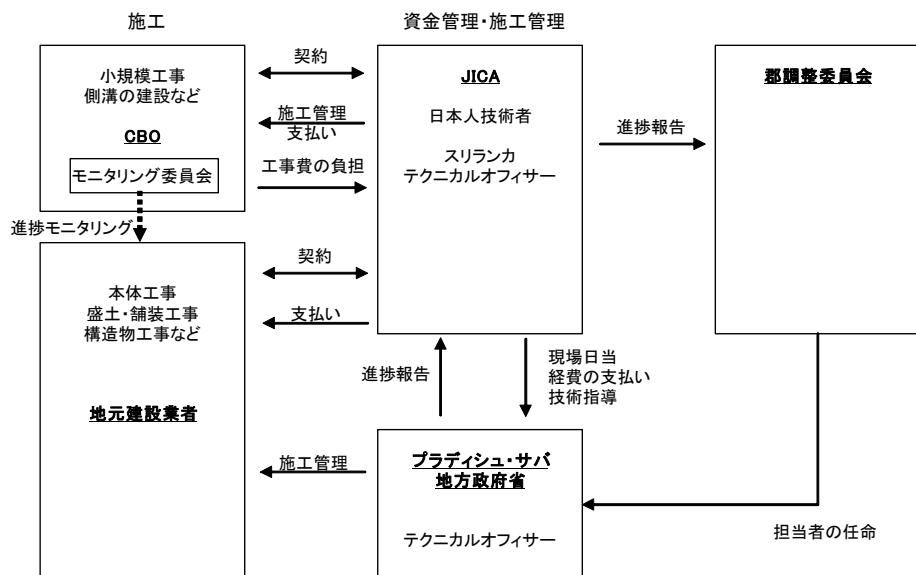 施工
資金管理・施工管理
小規模工事
側溝の建設など
CBO
モニタリング委員会
契約
施工管理
支払い
工事費の負担
JICA
日本人技術者
スリランカ
テクニカルオフィサー
進捗報告
郡調整委員会
進捗モニタリング
本体工事
盛土・舗装工事
構造物工事など
地元建設業者
契約
支払い
進捗報告
現場日当
経費の支払い
技術指導
施工管理
プラディシュ・サバ
地方政府省
テクニカルオフィサー
担当者の任命